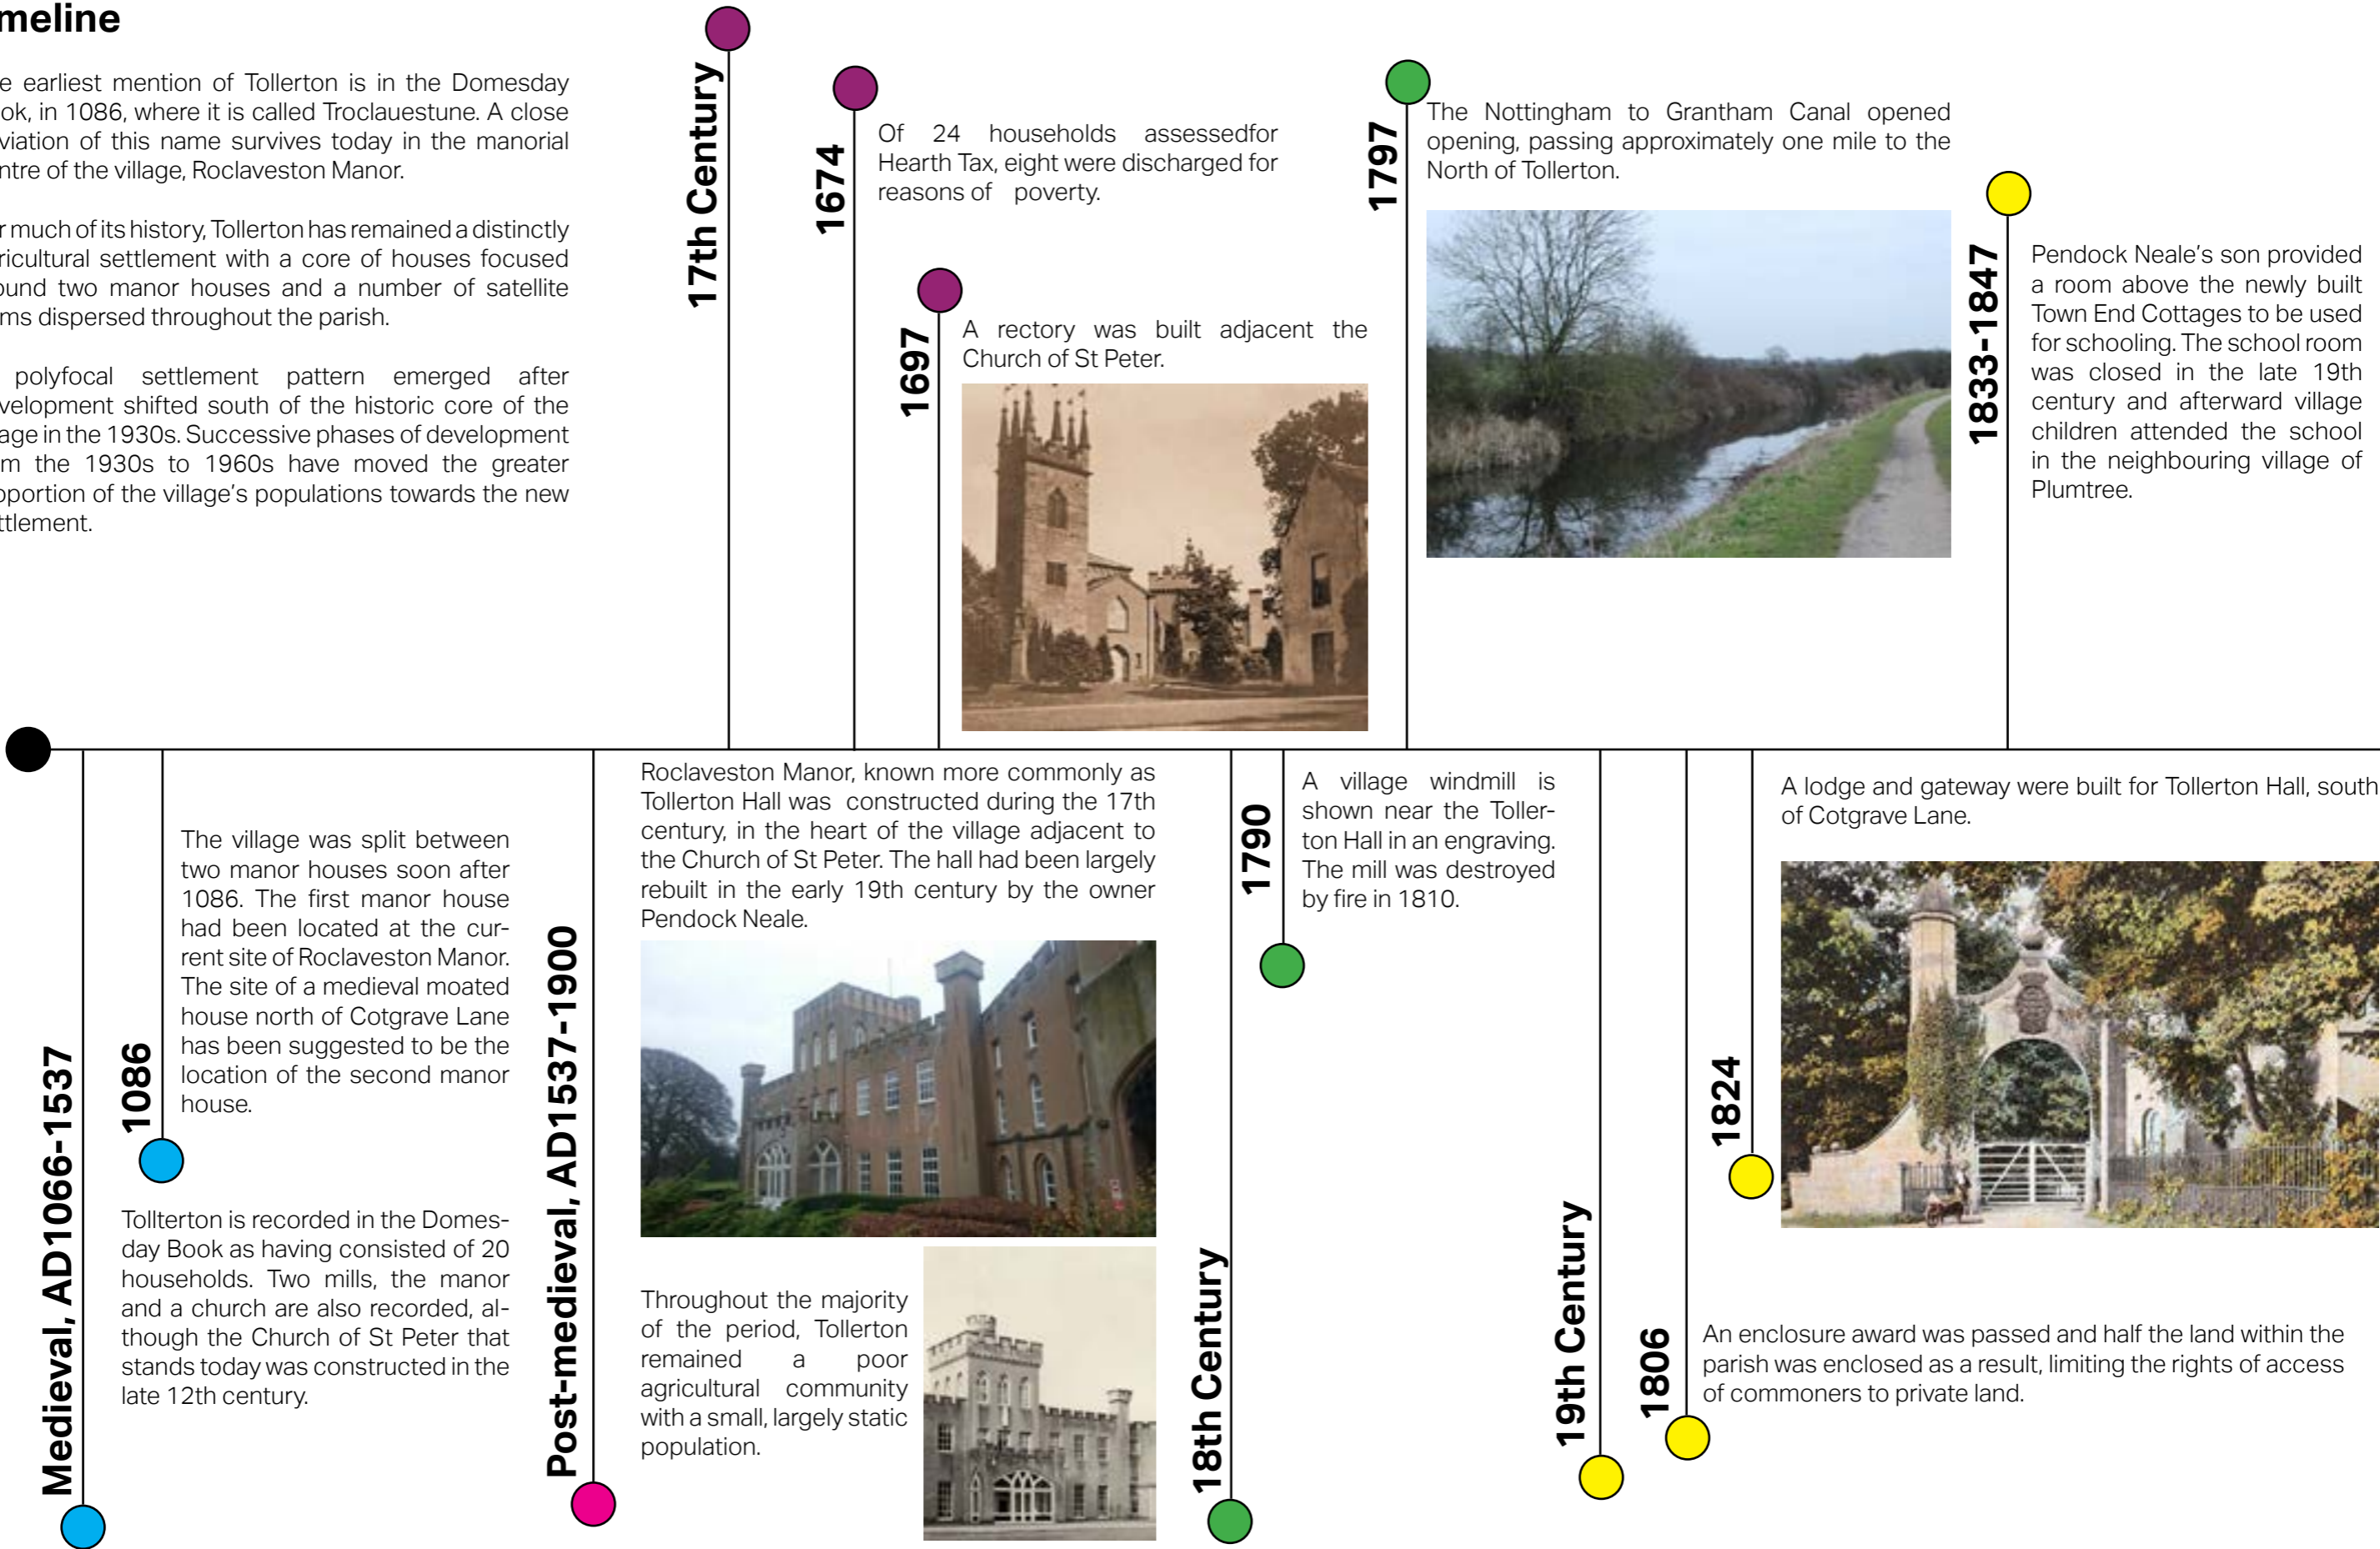 meline
e earliest mention of Tollerton is in the Domesday
ok, in 1086, where it is called Troclauestune. A close
viation of this name survives today in the manorial
ntre of the village, Roclaveston Manor.
r much of its history, Tollerton has remained a distinctly
ricultural settlement with a core of houses focused
ound two manor houses and a number of satellite
ms dispersed throughout the parish.
polyfocal settlement pattern emerged after
velopment shifted south of the historic core of the
lage in the 1930s. Successive phases of development
m the 1930s to 1960s have moved the greater
oportion of the village's populations towards the new
ttlement.
17th Century
1674
Of 24 households assessedfor
Hearth Tax, eight were discharged for
reasons of poverty.
1697
A rectory was built adjacent the
Church of St Peter.
1797
The Nottingham to Grantham Canal opened
opening, passing approximately one mile to the
North of Tollerton.
1833-1847
Pendock Neale's son provided
a room above the newly built
Town End Cottages to be used
for schooling. The school room
was closed in the late 19th
century and afterward village
children attended the school
in the neighbouring village of
Plumtree.
Medieval, AD1066-1537
1086
The village was split between
two manor houses soon after
1086. The first manor house
had been located at the cur-
rent site of Roclaveston Manor.
The site of a medieval moated
house north of Cotgrave Lane
has been suggested to be the
location of the second manor
house.
Tollterton is recorded in the Domes-
day Book as having consisted of 20
households. Two mills, the manor
and a church are also recorded, al-
though the Church of St Peter that
stands today was constructed in the
late 12th century.
Post-medieval, AD1537-1900
Roclaveston Manor, known more commonly as
Tollerton Hall was constructed during the 17th
century, in the heart of the village adjacent to
the Church of St Peter. The hall had been largely
rebuilt in the early 19th century by the owner
Pendock Neale.
Throughout the majority
of the period, Tollerton
remained a poor
agricultural community
with a small, largely static
population.
18th Century
1790
A village windmill is
shown near the Toller-
ton Hall in an engraving.
The mill was destroyed
by fire in 1810.
19th Century
1806
An enclosure award was passed and half the land within the
parish was enclosed as a result, limiting the rights of access
of commoners to private land.
1824
A lodge and gateway were built for Tollerton Hall, south
of Cotgrave Lane.